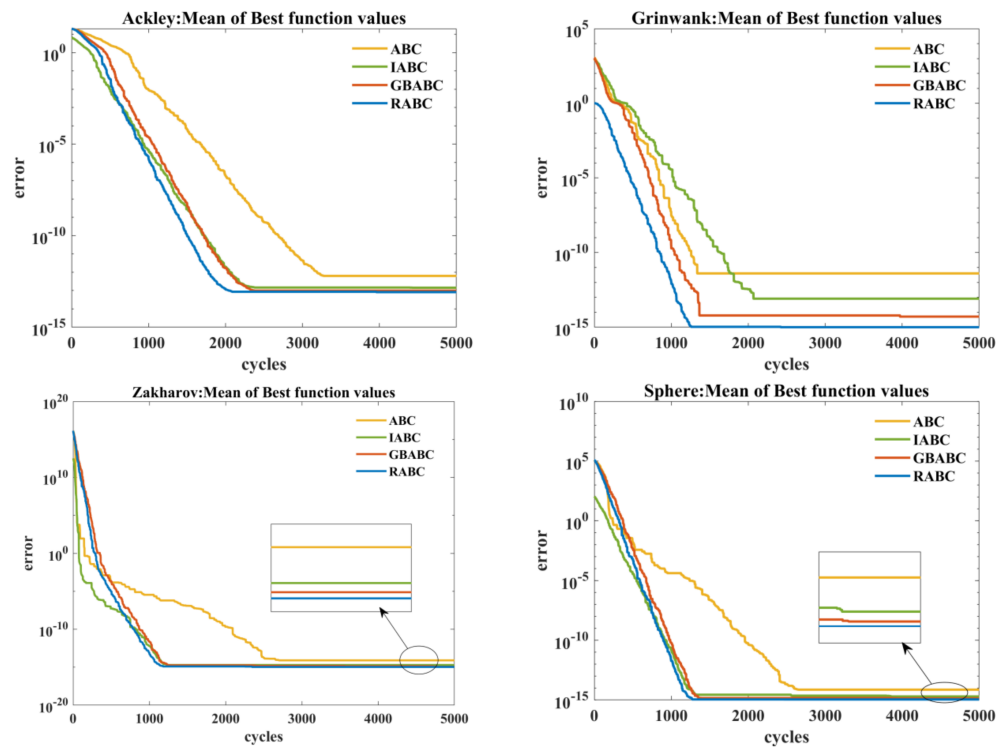 Ackley:Mean of Best function values
10^0
10^-5
10^-10
10^-15
error
0
1000
2000
3000
4000
5000
cycles
ABC
IABC
GBABC
RABC
Grinwank:Mean of Best function values
10^5
10^0
10^-5
10^-10
10^-15
error
0
1000
2000
3000
4000
5000
cycles
ABC
IABC
GBABC
RABC
Zakharov:Mean of Best function values
10^20
10^10
10^0
10^-10
10^-20
error
0
1000
2000
3000
4000
5000
cycles
ABC
IABC
GBABC
RABC
Sphere:Mean of Best function values
10^10
10^5
10^0
10^-5
10^-10
10^-15
error
0
1000
2000
3000
4000
5000
cycles
ABC
IABC
GBABC
RABC